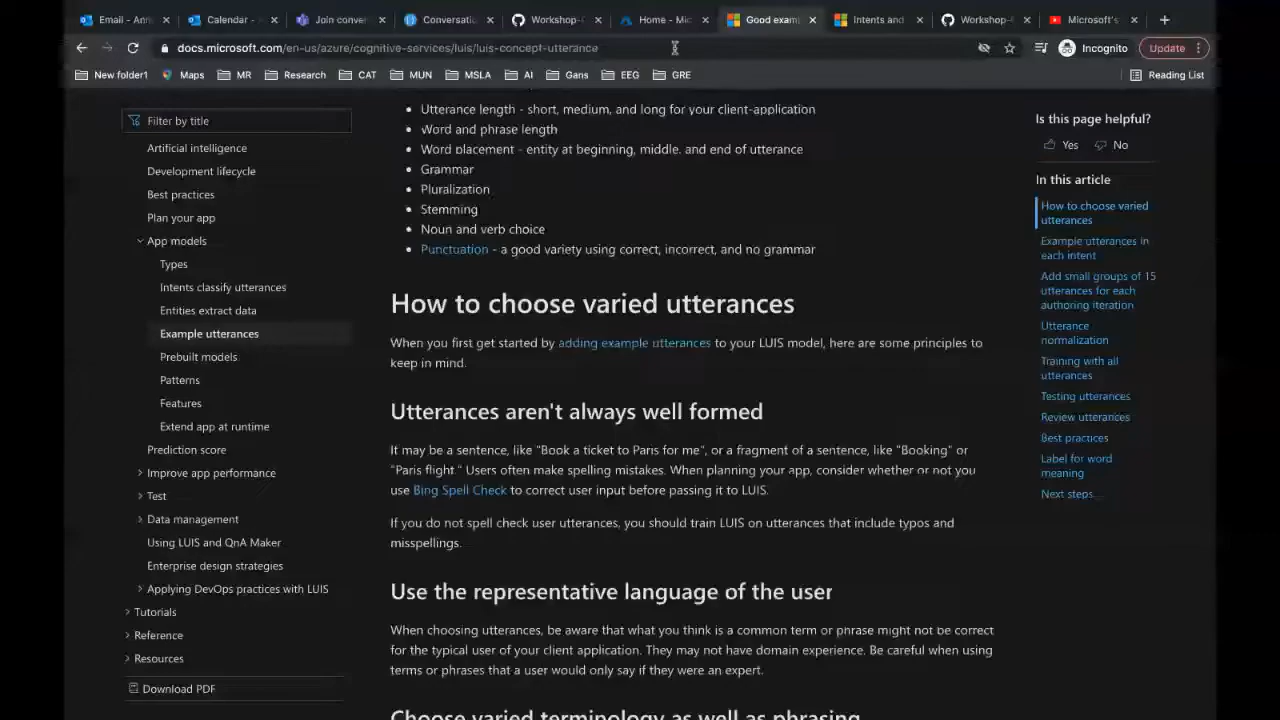 Email - Ann
Calendar -
Join conver
Conversatio
Workshop-
Home - Mic
Good exam
Intends and
Workshop-
Microsoft's
docs.microsoft.com/en-us/azure/cognitive-services/luis/luis-concept-utterance
Incognito
Update
New folder1
Maps
MR
Research
CAT
MUN
MSLA
AI
Gans
EEG
GRE
Reading List
Filter by title
Artificial intelligence
Development lifecycle
Best practices
Plan your app
App models
Types
Intents classify utterances
Entities extract data
Example utterances
Prebuilt models
Patterns
Features
Extend app at runtime
Prediction score
Improve app performance
Test
Data management
Using LUIS and QnA Maker
Enterprise design strategies
Applying DevOps practices with LUIS
Tutorials
Reference
Resources
Download PDF
Utterance length - short, medium, and long for your client-application
Word and phrase length
Word placement - entity at beginning, middle, and end of utterance
Grammar
Pluralization
Stemming
Noun and verb choice
Punctuation - a good variety using correct, incorrect, and no grammar
How to choose varied utterances
When you first get started by adding example utterances to your LUIS model, here are some principles to
keep in mind.
Utterances aren't always well formed
It may be a sentence, like "Book a ticket to Paris for me", or a fragment of a sentence, like "Booking" or
"Paris flight." Users often make spelling mistakes. When planning your app, consider whether or not you
use Bing Spell Check to correct user input before passing it to LUIS.
If you do not spell check user utterances, you should train LUIS on utterances that include typos and
misspellings.
Use the representative language of the user
When choosing utterances, be aware that what you think is a common term or phrase might not be correct
for the typical user of your client application. They may not have domain experience. Be careful when using
terms or phrases that a user would only say if they were an expert.
Choose varied terminology as well as phrasing
Is this page helpful?
Yes
No
In this article
How to choose varied
utterances
Example utterances in
each intent
Add small groups of 15
utterances for each
authoring iteration
Utterance
normalization
Training with all
utterances
Testing utterances
Review utterances
Best practices
Label for word
meaning
Next steps